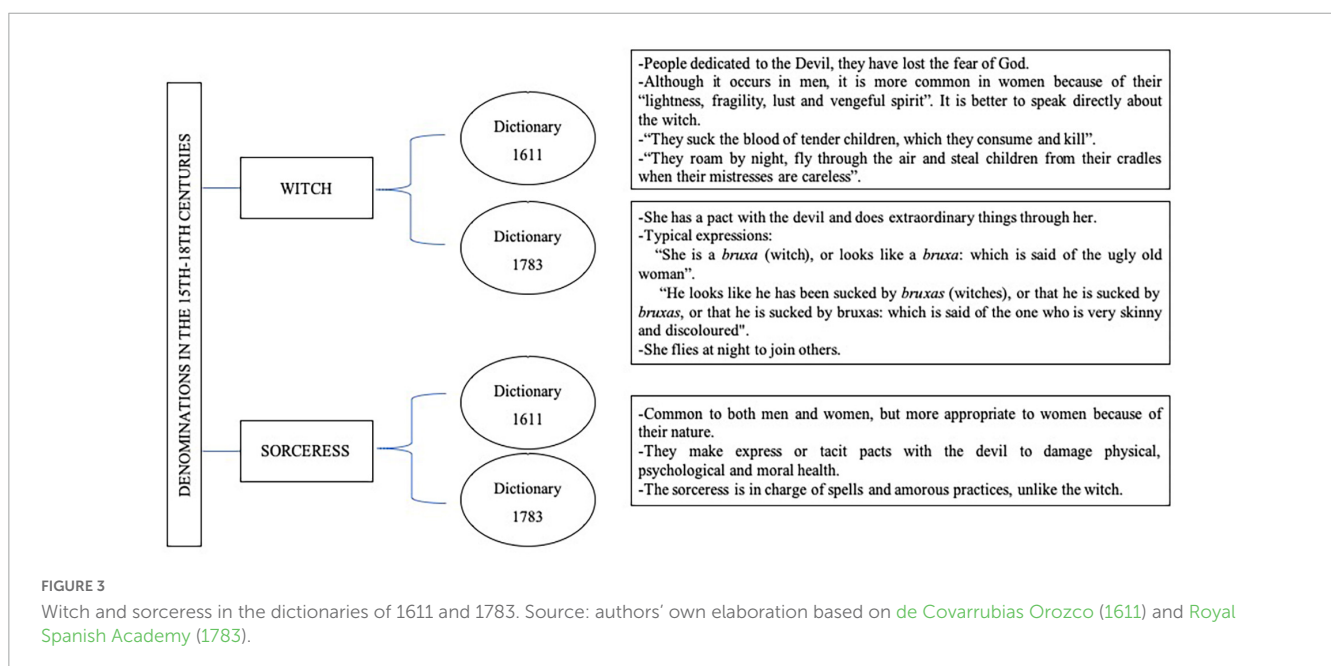 DENOMINATIONS IN THE 15TH-18TH CENTURIES
WITCH
Dictionary
1611
-People dedicated to the Devil, they have lost the fear of God.
-Although it occurs in men, it is more common in women because of their
“lightness, fragility, lust and vengeful spirit”. It is better to speak directly about
the witch.
-“They suck the blood of tender children, which they consume and kill”.
-“They roam by night, fly through the air and steal children from their cradles
when their mistresses are careless”.
Dictionary
1783
-She has a pact with the devil and does extraordinary things through her.
-Typical expressions:
“She is a bruxa (witch), or looks like a bruxa: which is said of the ugly old
woman”.
“He looks like he has been sucked by bruxas (witches), or that he is sucked by
bruxas, or that he is sucked by bruxas: which is said of the one who is very skinny
and discoloured".
-She flies at night to join others.
SORCERESS
Dictionary
1611
Dictionary
1783
-Common to both men and women, but more appropriate to women because of
their nature.
-They make express or tacit pacts with the devil to damage physical,
psychological and moral health.
-The sorceress is in charge of spells and amorous practices, unlike the witch.
FIGURE 3
Witch and sorceress in the dictionaries of 1611 and 1783. Source: authors’ own elaboration based on de Covarrubias Orozco (1611) and Royal
Spanish Academy (1783).